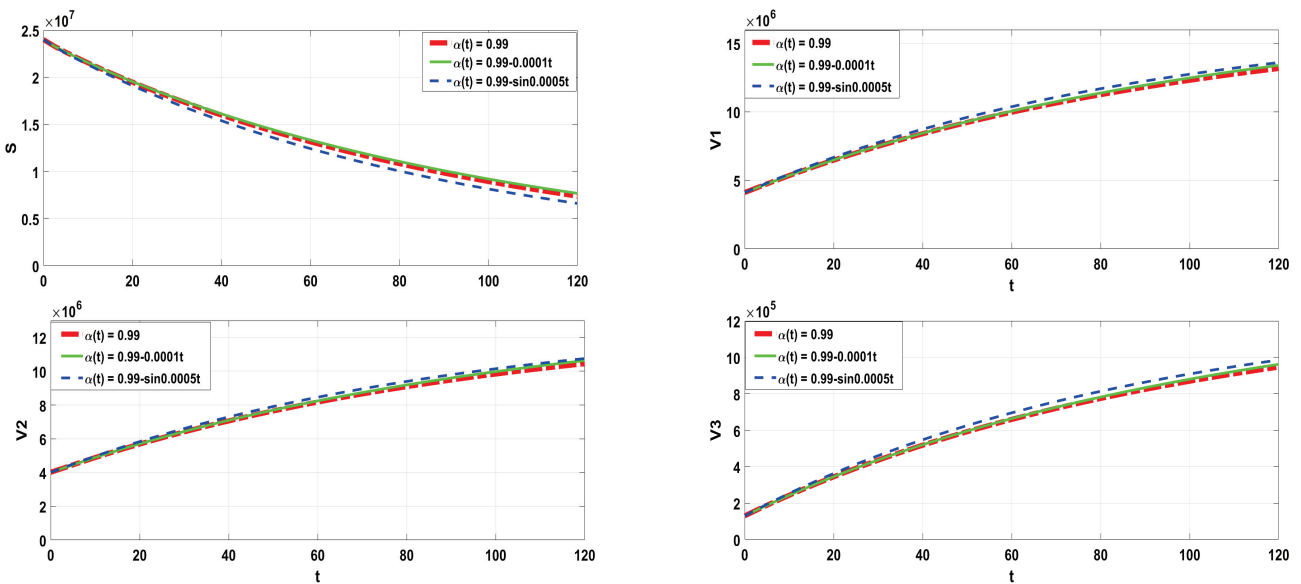 ×10^7
2.5
2
1.5
1
0.5
0
S
0 20 40 60 80 100 120
α(t) = 0.99
α(t) = 0.99-0.0001t
α(t) = 0.99-sin0.0005t
×10^6
15
10
5
0
V1
0 20 40 60 80 100 120
t
α(t) = 0.99
α(t) = 0.99-0.0001t
α(t) = 0.99-sin0.0005t
×10^6
12
10
8
6
4
2
0
V2
0 20 40 60 80 100 120
t
α(t) = 0.99
α(t) = 0.99-0.0001t
α(t) = 0.99-sin0.0005t
×10^5
12
10
8
6
4
2
0
V3
0 20 40 60 80 100 120
t
α(t) = 0.99
α(t) = 0.99-0.0001t
α(t) = 0.99-sin0.0005t